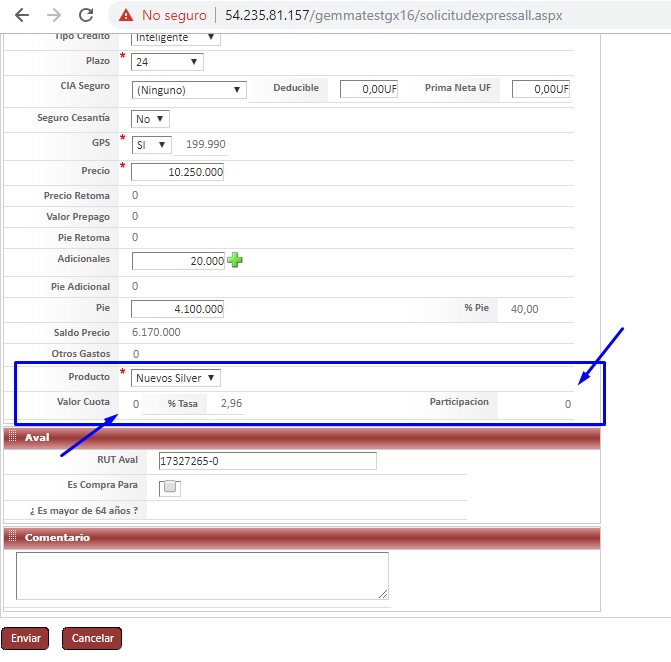 No seguro | 54.235.81.157/gemmatestgx16/solicitudexpressall.aspx
Tipo Crédito Inteligente
Plazo * 24
CIA Seguro (Ninguno) Deducible 0,00UF Prima Neta UF 0,00UF
Seguro Cesantía No
GPS * SI 199.990
Precio * 10.250.000
Precio Retoma 0
Valor Prepago 0
Pie Retoma 0
Adicionales 20.000
Pie Adicional 0
Pie 4.100.000 % Pie 40,00
Saldo Precio 6.170.000
Otros Gastos 0
Producto * Nuevos Silver
Valor Cuota 0 % Tasa 2,96 Participacion 0
Aval
RUT Aval 17327265-0
Es Compra Para
¿ Es mayor de 64 años ?
Comentario
Enviar Cancelar